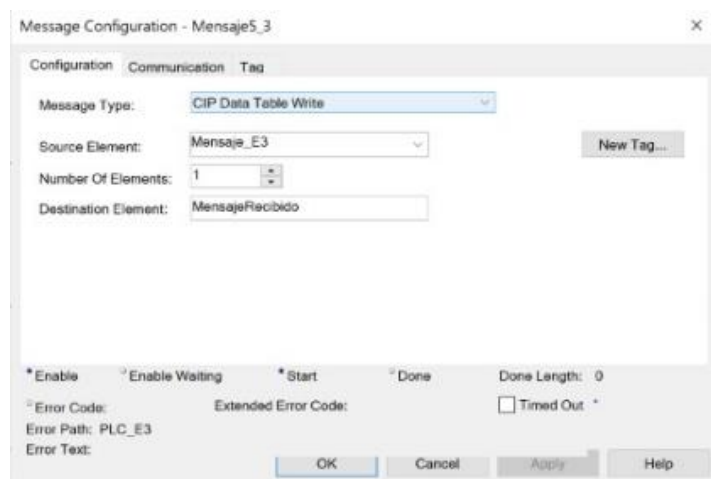 Message Configuration - Mensaje5_3
Configuration Communication Tag
Message Type: CIP Data Table Write
Source Element: Mensaje_E3 New Tag...
Number Of Elements: 1
Destination Element: MensajeRecibido
Enable Enable Waiting Start Done Done Length: 0
Error Code: Extended Error Code: Timed Out
Error Path: PLC_E3
Error Text:
OK Cancel Apply Help